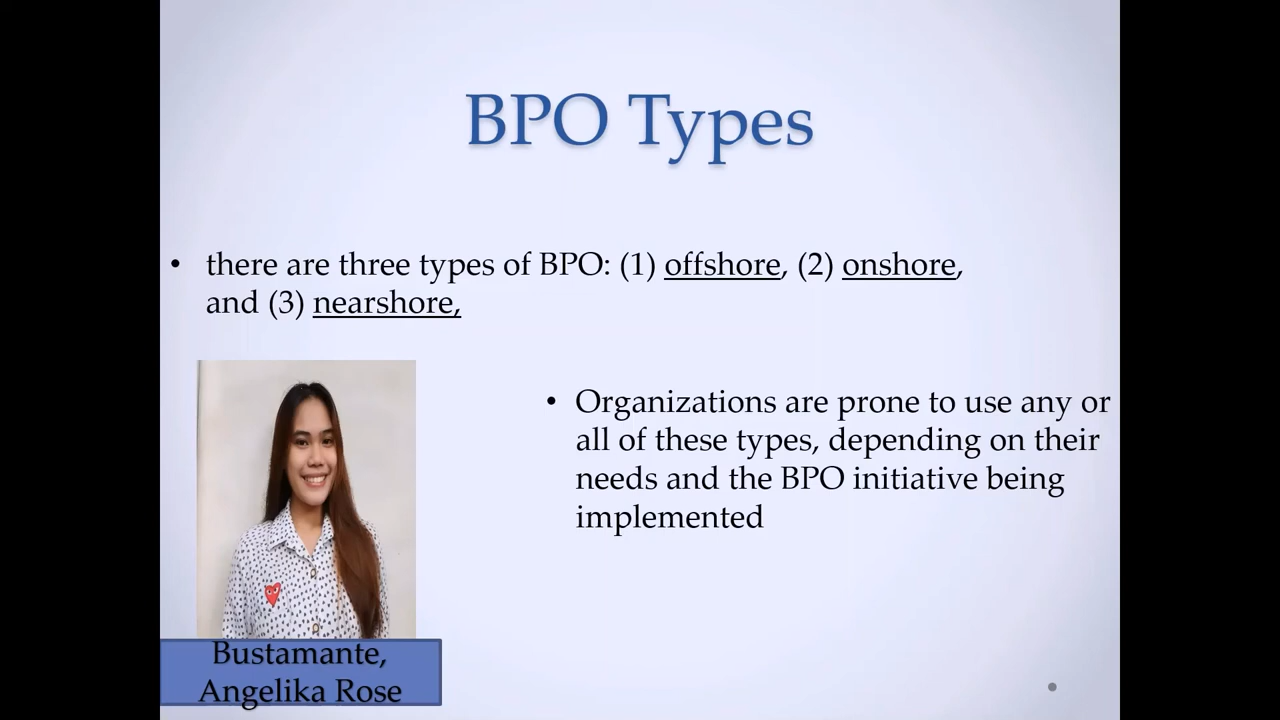 BPO Types
• there are three types of BPO: (1) offshore, (2) onshore,
and (3) nearshore,
• Organizations are prone to use any or
all of these types, depending on their
needs and the BPO initiative being
implemented
Bustamante,
Angelika Rose